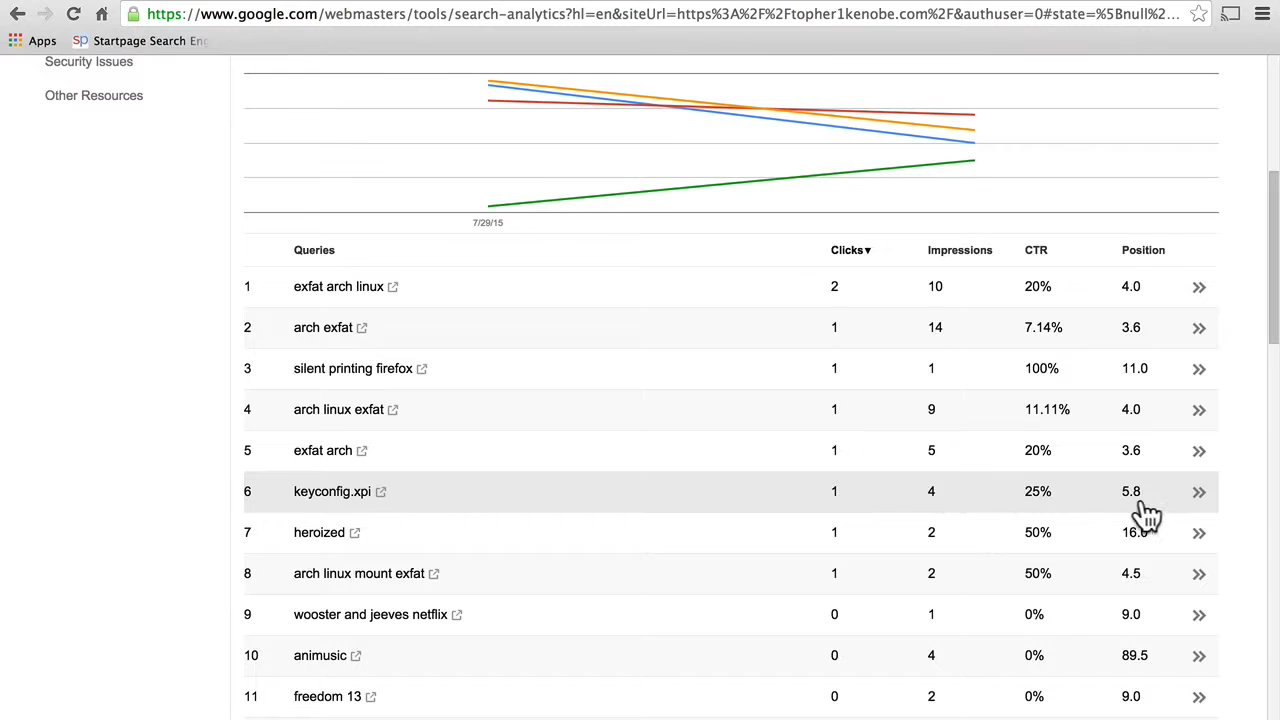 https://www.google.com/webmasters/tools/search-analytics?hl=en&siteUrl=https%3A%2F%2Ftopher1kenobe.com%2F&authuser=0#state=%5Bnull%2...
Apps Startpage Search Eng
Security Issues
Other Resources
7/29/15
Queries Clicks▼ Impressions CTR Position
1 exfat arch linux 2 10 20% 4.0 »
2 arch exfat 1 14 7.14% 3.6 »
3 silent printing firefox 1 1 100% 11.0 »
4 arch linux exfat 1 9 11.11% 4.0 »
5 exfat arch 1 5 20% 3.6 »
6 keyconfig.xpi 1 4 25% 5.8 »
7 heroized 1 2 50% 16. »
8 arch linux mount exfat 1 2 50% 4.5 »
9 wooster and jeeves netflix 0 1 0% 9.0 »
10 animusic 0 4 0% 89.5 »
11 freedom 13 0 2 0% 9.0 »